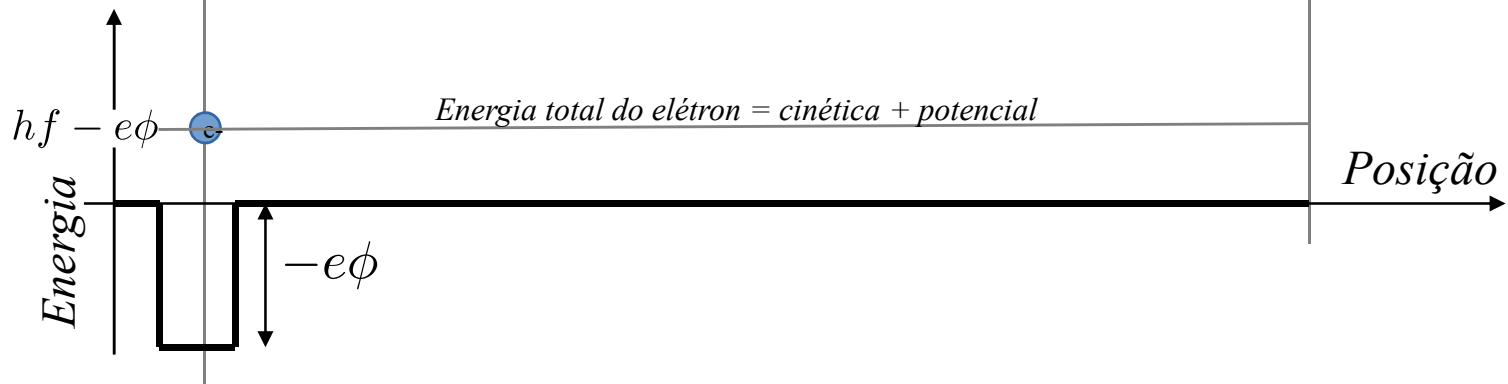 Energia total do elétron = cinética + potencial
hf − eϕ
e-
Posição
Energia
−eϕ